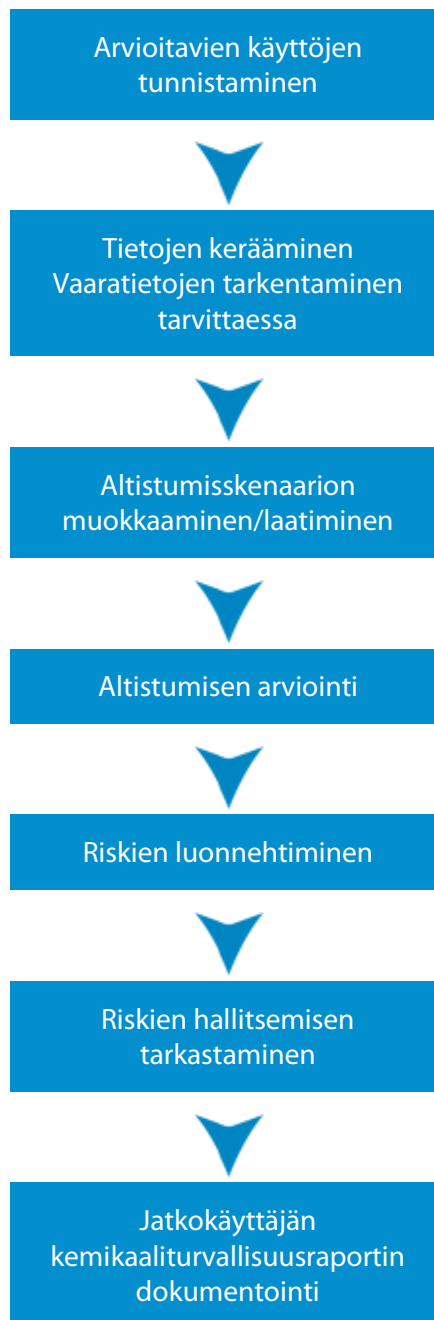 Arvioitavien käyttöjen
tunnistaminen
Tietojen kerääminen
Vaaratietojen tarkentaminen
tarvittaessa
Altistumisskenaarion
muokkaaminen/laatiminen
Altistumisen arviointi
Riskien luonnehtiminen
Riskien hallitsemisen
tarkastaminen
Jatkokäyttäjän
kemikaaliturvallisuusraportin
dokumentointi